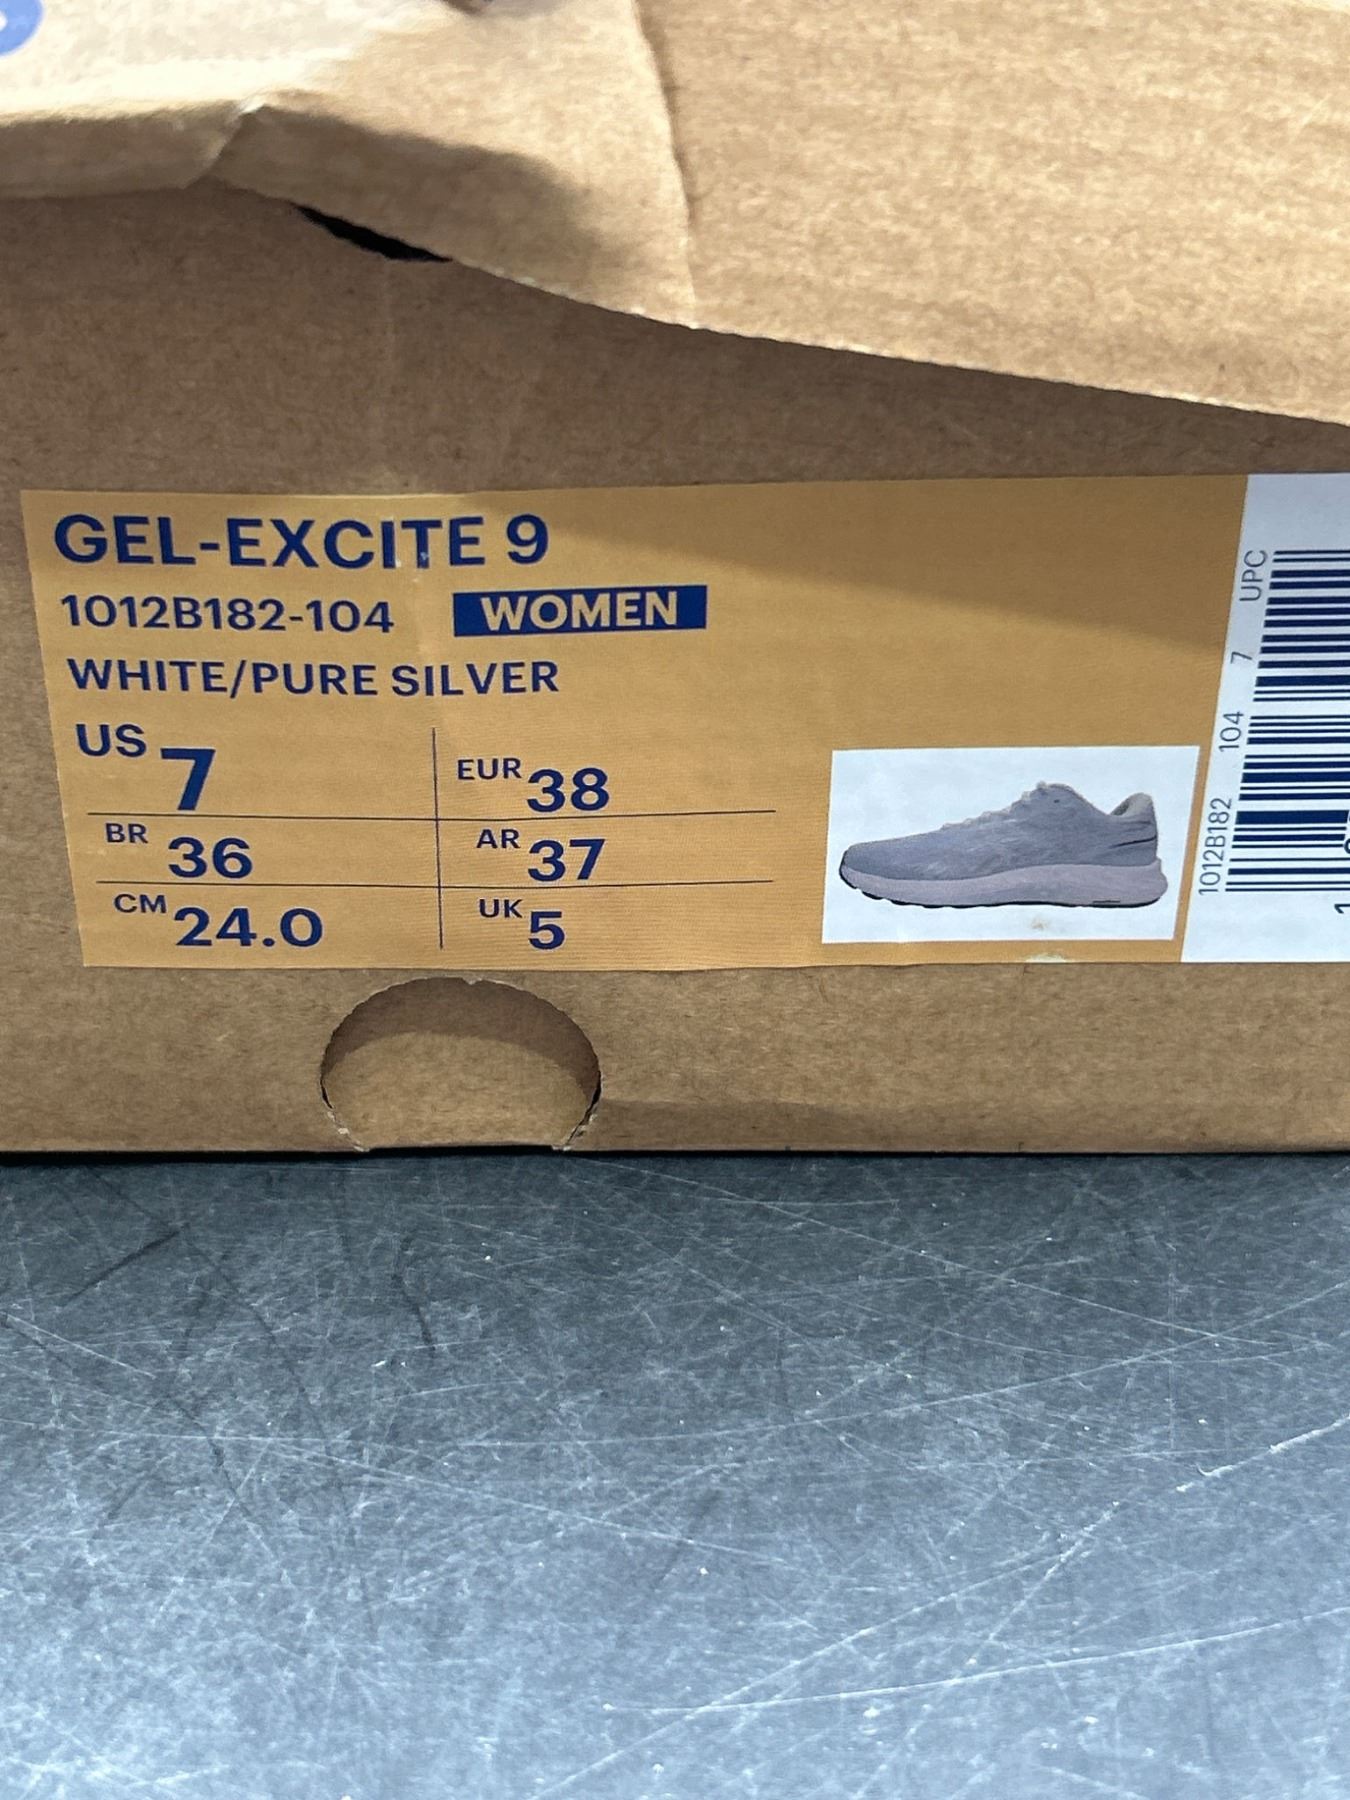 GEL-EXCITE 9
1012B182-104 WOMEN
WHITE/PURE SILVER
US 7
EUR 38
BR 36
AR 37
CM 24.0
UK 5
1012B182 104 7 UPC
1